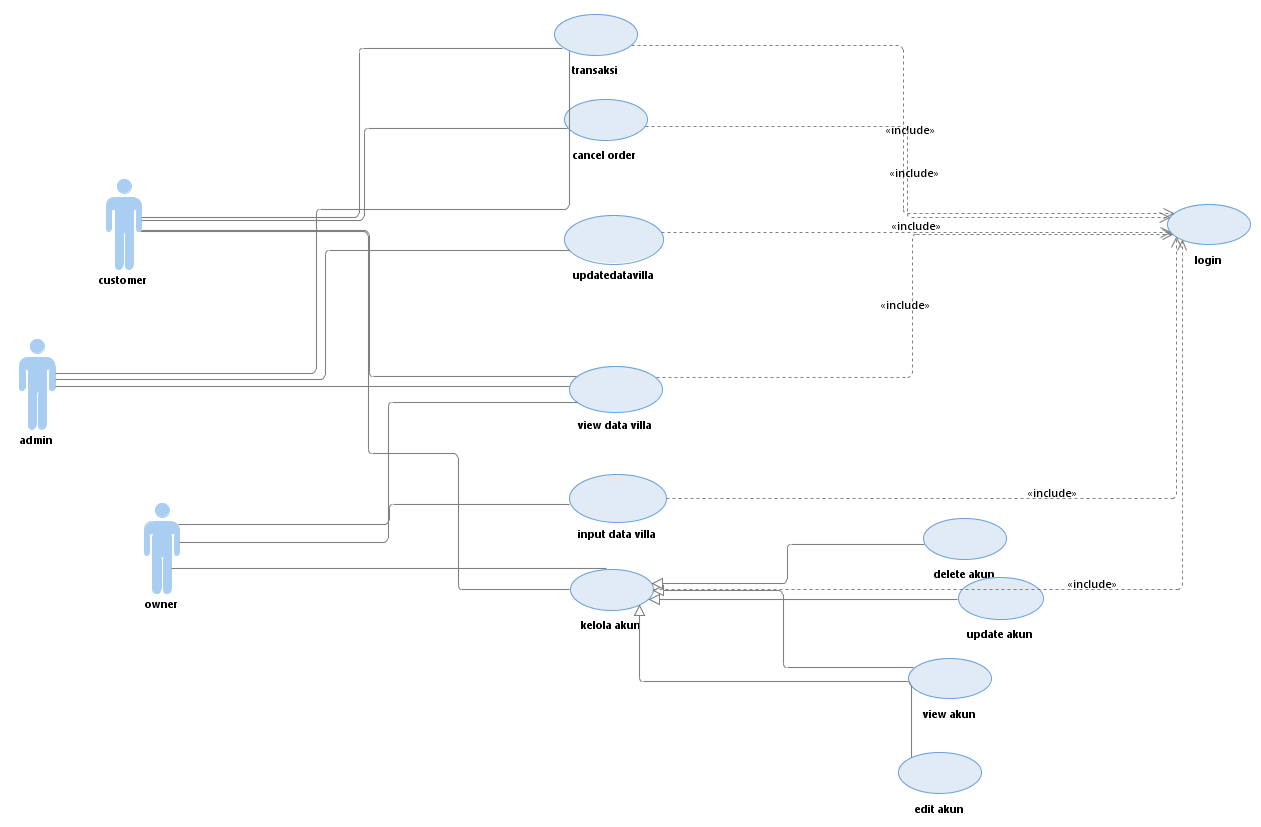 transaksi
«include»
cancel order
«include»
«include»
login
customer
updatedatavilla
«include»
admin
view data villa
«include»
input data villa
delete akun
«include»
owner
kelola akun
update akun
view akun
edit akun